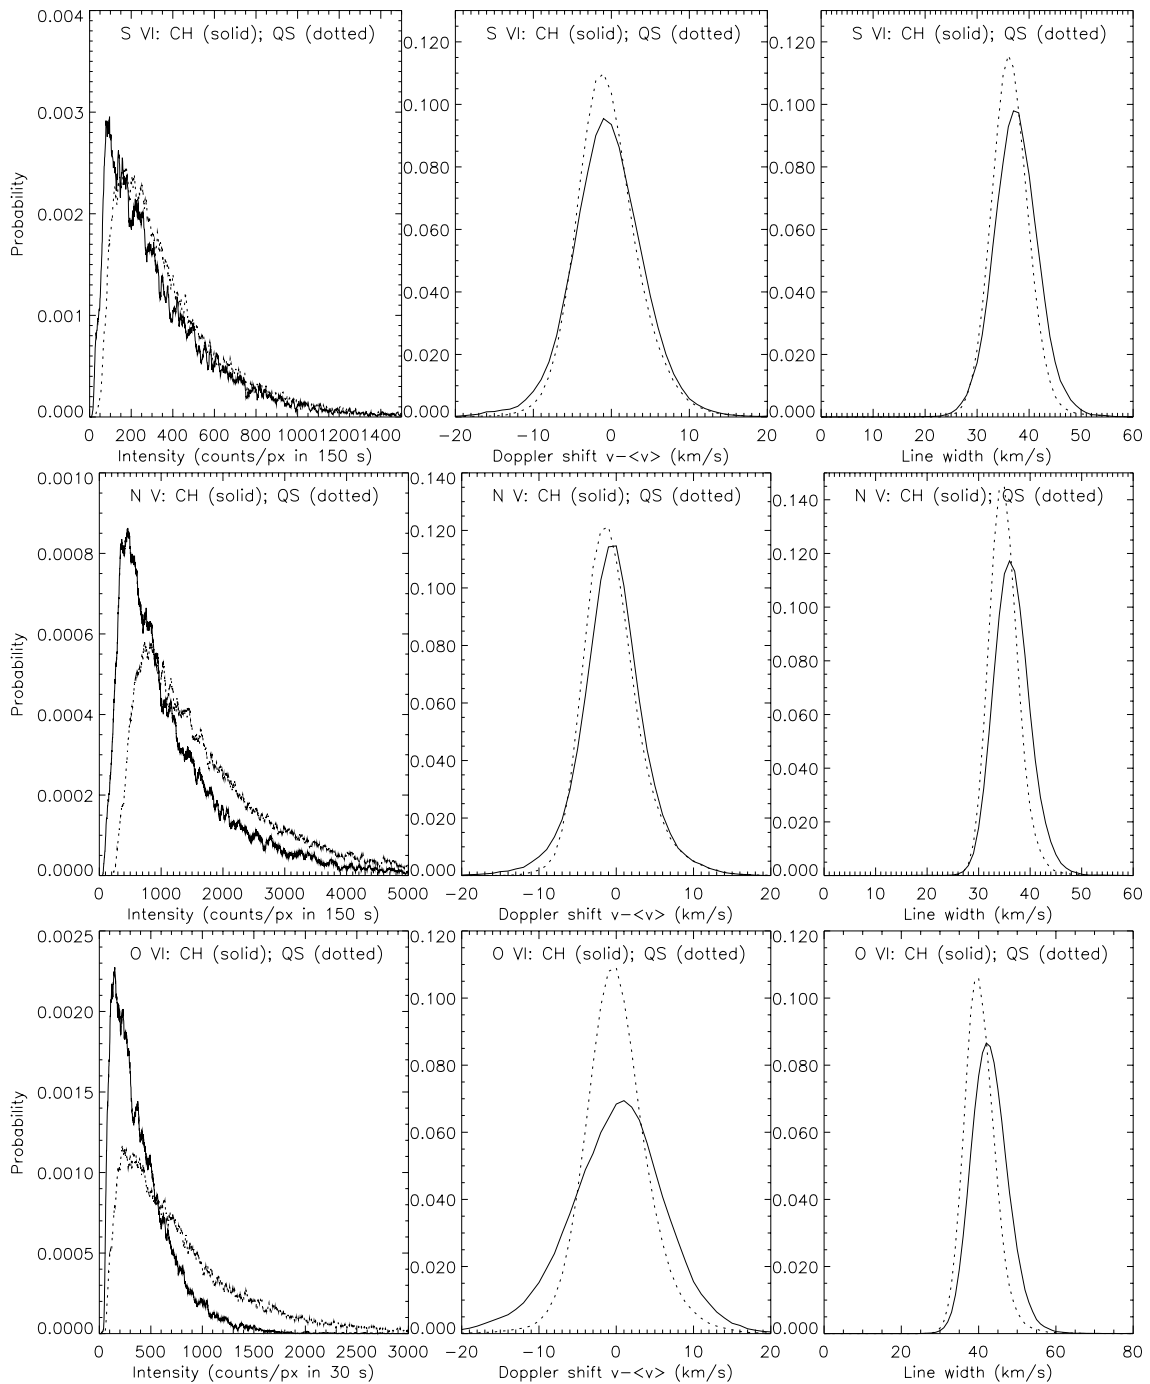 S VI: CH (solid); QS (dotted)
0.004
0.003
0.002
0.001
0.000
Probability
0 200 400 600 800 1000 1200 1400
Intensity (counts/px in 150 s)
S VI: CH (solid); QS (dotted)
0.120
0.100
0.080
0.060
0.040
0.020
0.000
−20 −10 0 10 20
Doppler shift v−<v> (km/s)
S VI: CH (solid); QS (dotted)
0.120
0.100
0.080
0.060
0.040
0.020
0.000
0 10 20 30 40 50 60
Line width (km/s)
N V: CH (solid); QS (dotted)
0.0010
0.0008
0.0006
0.0004
0.0002
0.0000
Probability
0 1000 2000 3000 4000 5000
Intensity (counts/px in 150 s)
N V: CH (solid); QS (dotted)
0.140
0.120
0.100
0.080
0.060
0.040
0.020
0.000
−20 −10 0 10 20
Doppler shift v−<v> (km/s)
N V: CH (solid); QS (dotted)
0.140
0.120
0.100
0.080
0.060
0.040
0.020
0.000
0 10 20 30 40 50 60
Line width (km/s)
O VI: CH (solid); QS (dotted)
0.0025
0.0020
0.0015
0.0010
0.0005
0.0000
Probability
0 500 1000 1500 2000 2500 3000
Intensity (counts/px in 30 s)
O VI: CH (solid); QS (dotted)
0.120
0.100
0.080
0.060
0.040
0.020
0.000
−20 −10 0 10 20
Doppler shift v−<v> (km/s)
O VI: CH (solid); QS (dotted)
0.120
0.100
0.080
0.060
0.040
0.020
0.000
0 20 40 60 80
Line width (km/s)